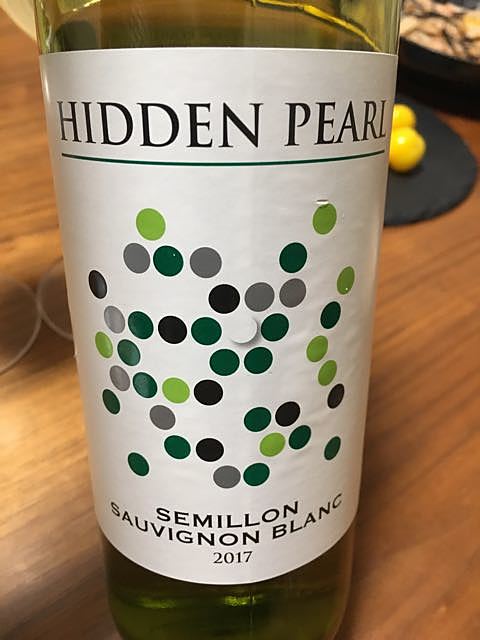 HIDDEN PEARL
SEMILLON
SAUVIGNON BLANC
2017